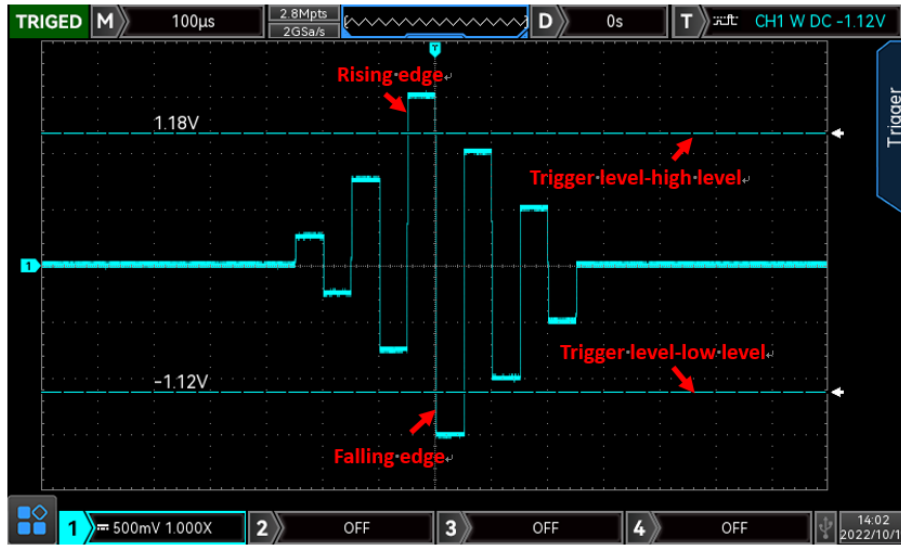 TRIGED M 100μs 2.8Mpts D 0s T CH1 W DC -1.12V
2GSa/s
T
Rising·edge↵
Trigger
1.18V
Trigger·level-high·level↵
1
Trigger·level-low·level↵
-1.12V
Falling·edge↵
1 500mV 1.000X 2 OFF 3 OFF 4 OFF 14:02
2022/10/1